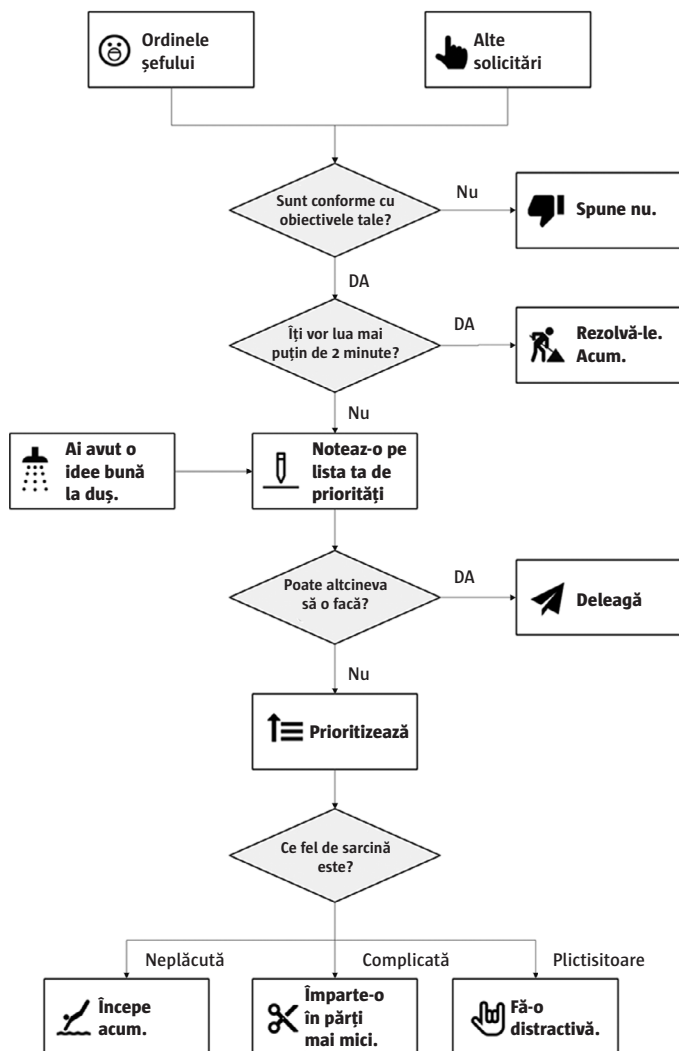 Ordinele
șefului
Alte
solicitări
Sunt conforme cu
obiectivele tale?
Nu
Spune nu.
DA
Îți vor lua mai
puțin de 2 minute?
DA
Rezolvă-le.
Acum.
Nu
Ai avut o
idee bună
la duș.
Noteaz-o pe
lista ta de
priorități
Poate altcineva
să o facă?
DA
Deleagă
Nu
Prioritizează
Ce fel de sarcină
este?
Neplăcută
Complicată
Plictisitoare
Începe
acum.
Împarte-o
în părți
mai mici.
Fă-o
distractivă.